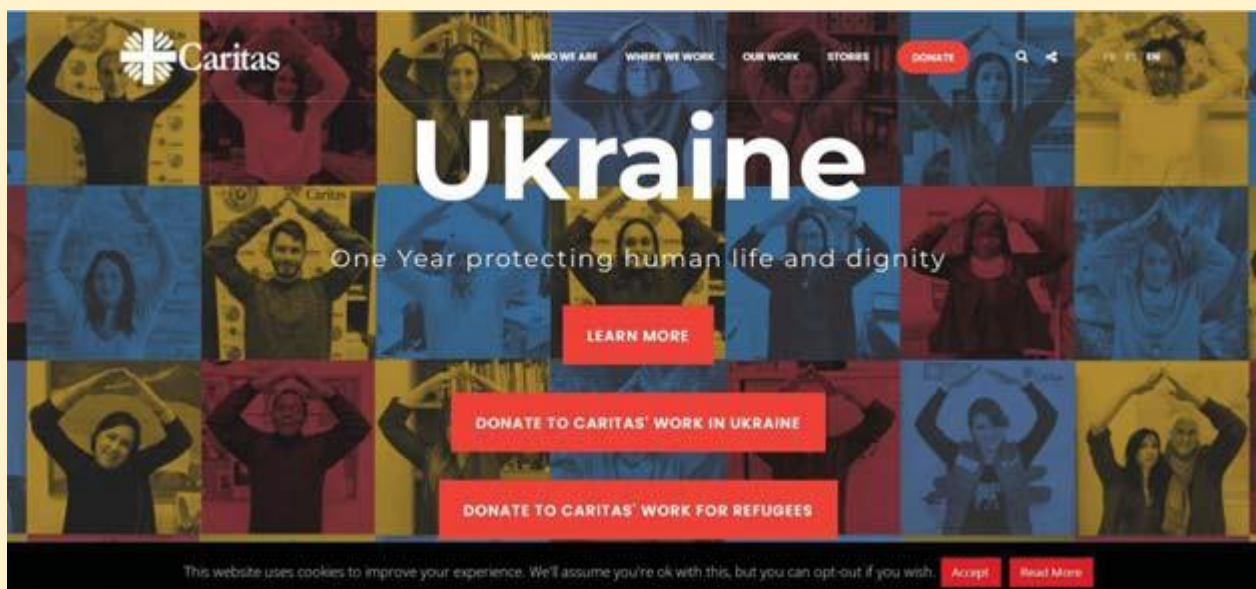 Caritas
WHO WE ARE WHERE WE WORK OUR WORK STORIES DONATE FR ES EN
Ukraine
One Year protecting human life and dignity
LEARN MORE
DONATE TO CARITAS' WORK IN UKRAINE
DONATE TO CARITAS' WORK FOR REFUGEES
This website uses cookies to improve your experience. We'll assume you're ok with this, but you can opt-out if you wish. Accept Read More